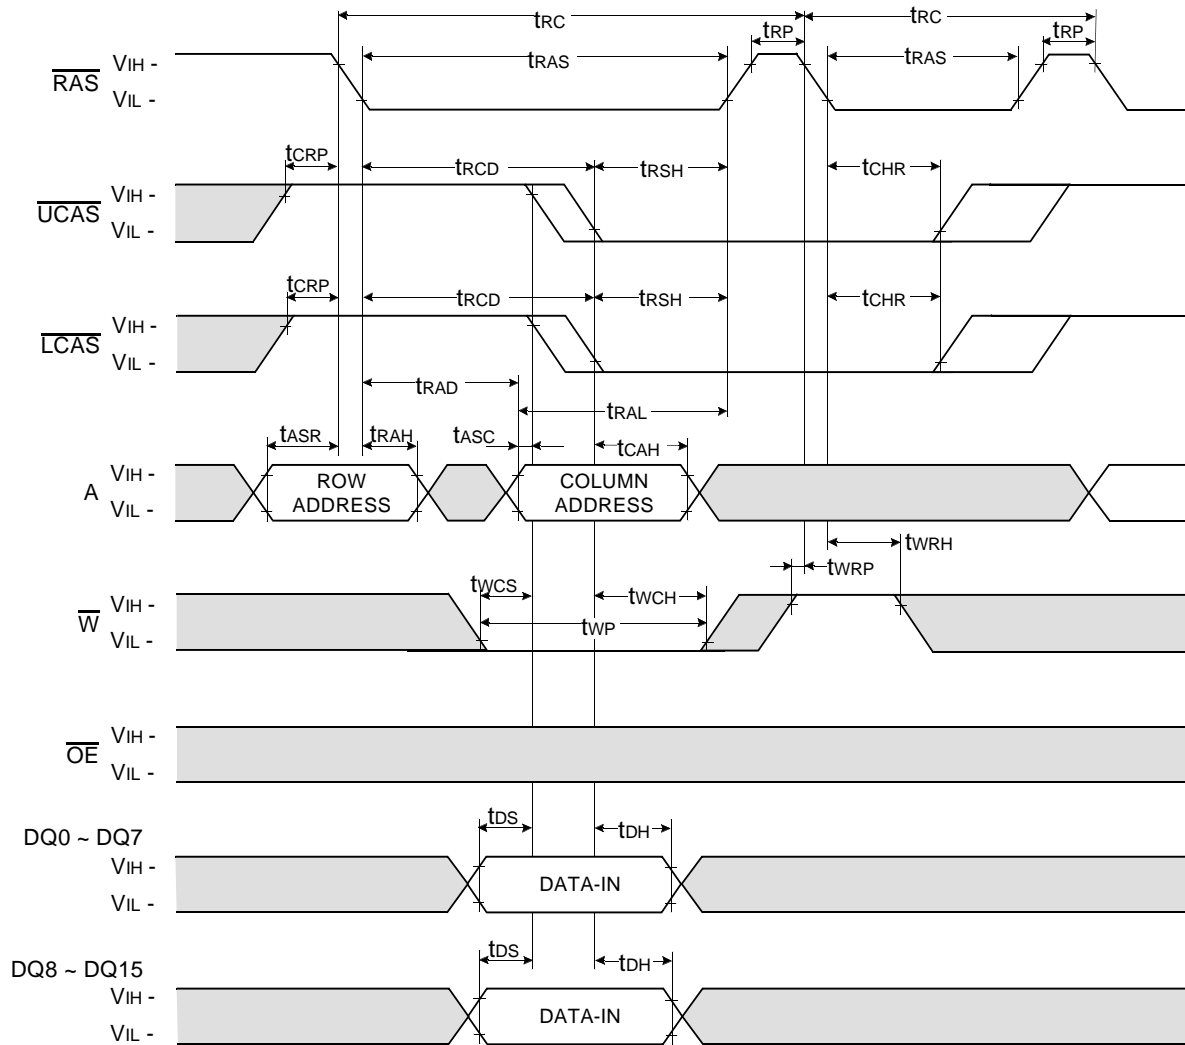 tRC
tRC
tRP
tRP
tRAS
tRAS
RAS
VIH -
VIL -
tCRP
tRCD
tRSH
tCHR
UCAS
VIH -
VIL -
tCRP
tRCD
tRSH
tCHR
LCAS
VIH -
VIL -
tRAD
tRAL
tASR
tRAH
tASC
tCAH
A
VIH -
VIL -
ROW
ADDRESS
COLUMN
ADDRESS
tWRH
tWRP
tWCS
tWCH
tWP
W
VIH -
VIL -
OE
VIH -
VIL -
tDS
tDH
DQ0 ~ DQ7
VIH -
VIL -
DATA-IN
tDS
tDH
DQ8 ~ DQ15
VIH -
VIL -
DATA-IN